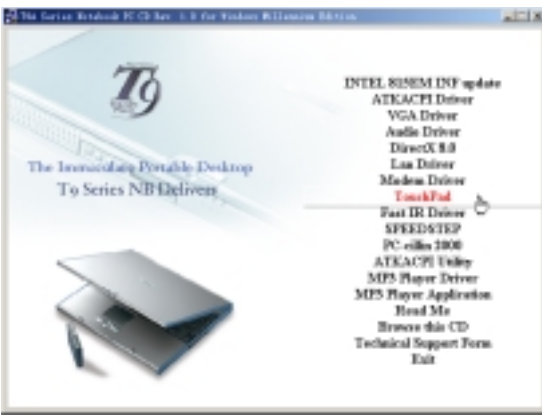 Series Notebook PC CD Rev. 1.0 for Windows Millennium Edition
T9
The Immaculate Portable Desktop
T9 Series NB Delivers
INTEL 815EM INF update
ATKACPI Driver
VGA Driver
Audio Driver
DirectX 8.0
Lan Driver
Modem Driver
TouchPad
Fast IR Driver
SPEEDSTEP
PC-cillin 2000
ATKACPI Utility
MP3 Player Driver
MP3 Player Application
Read Me
Browse this CD
Technical Support Form
Exit